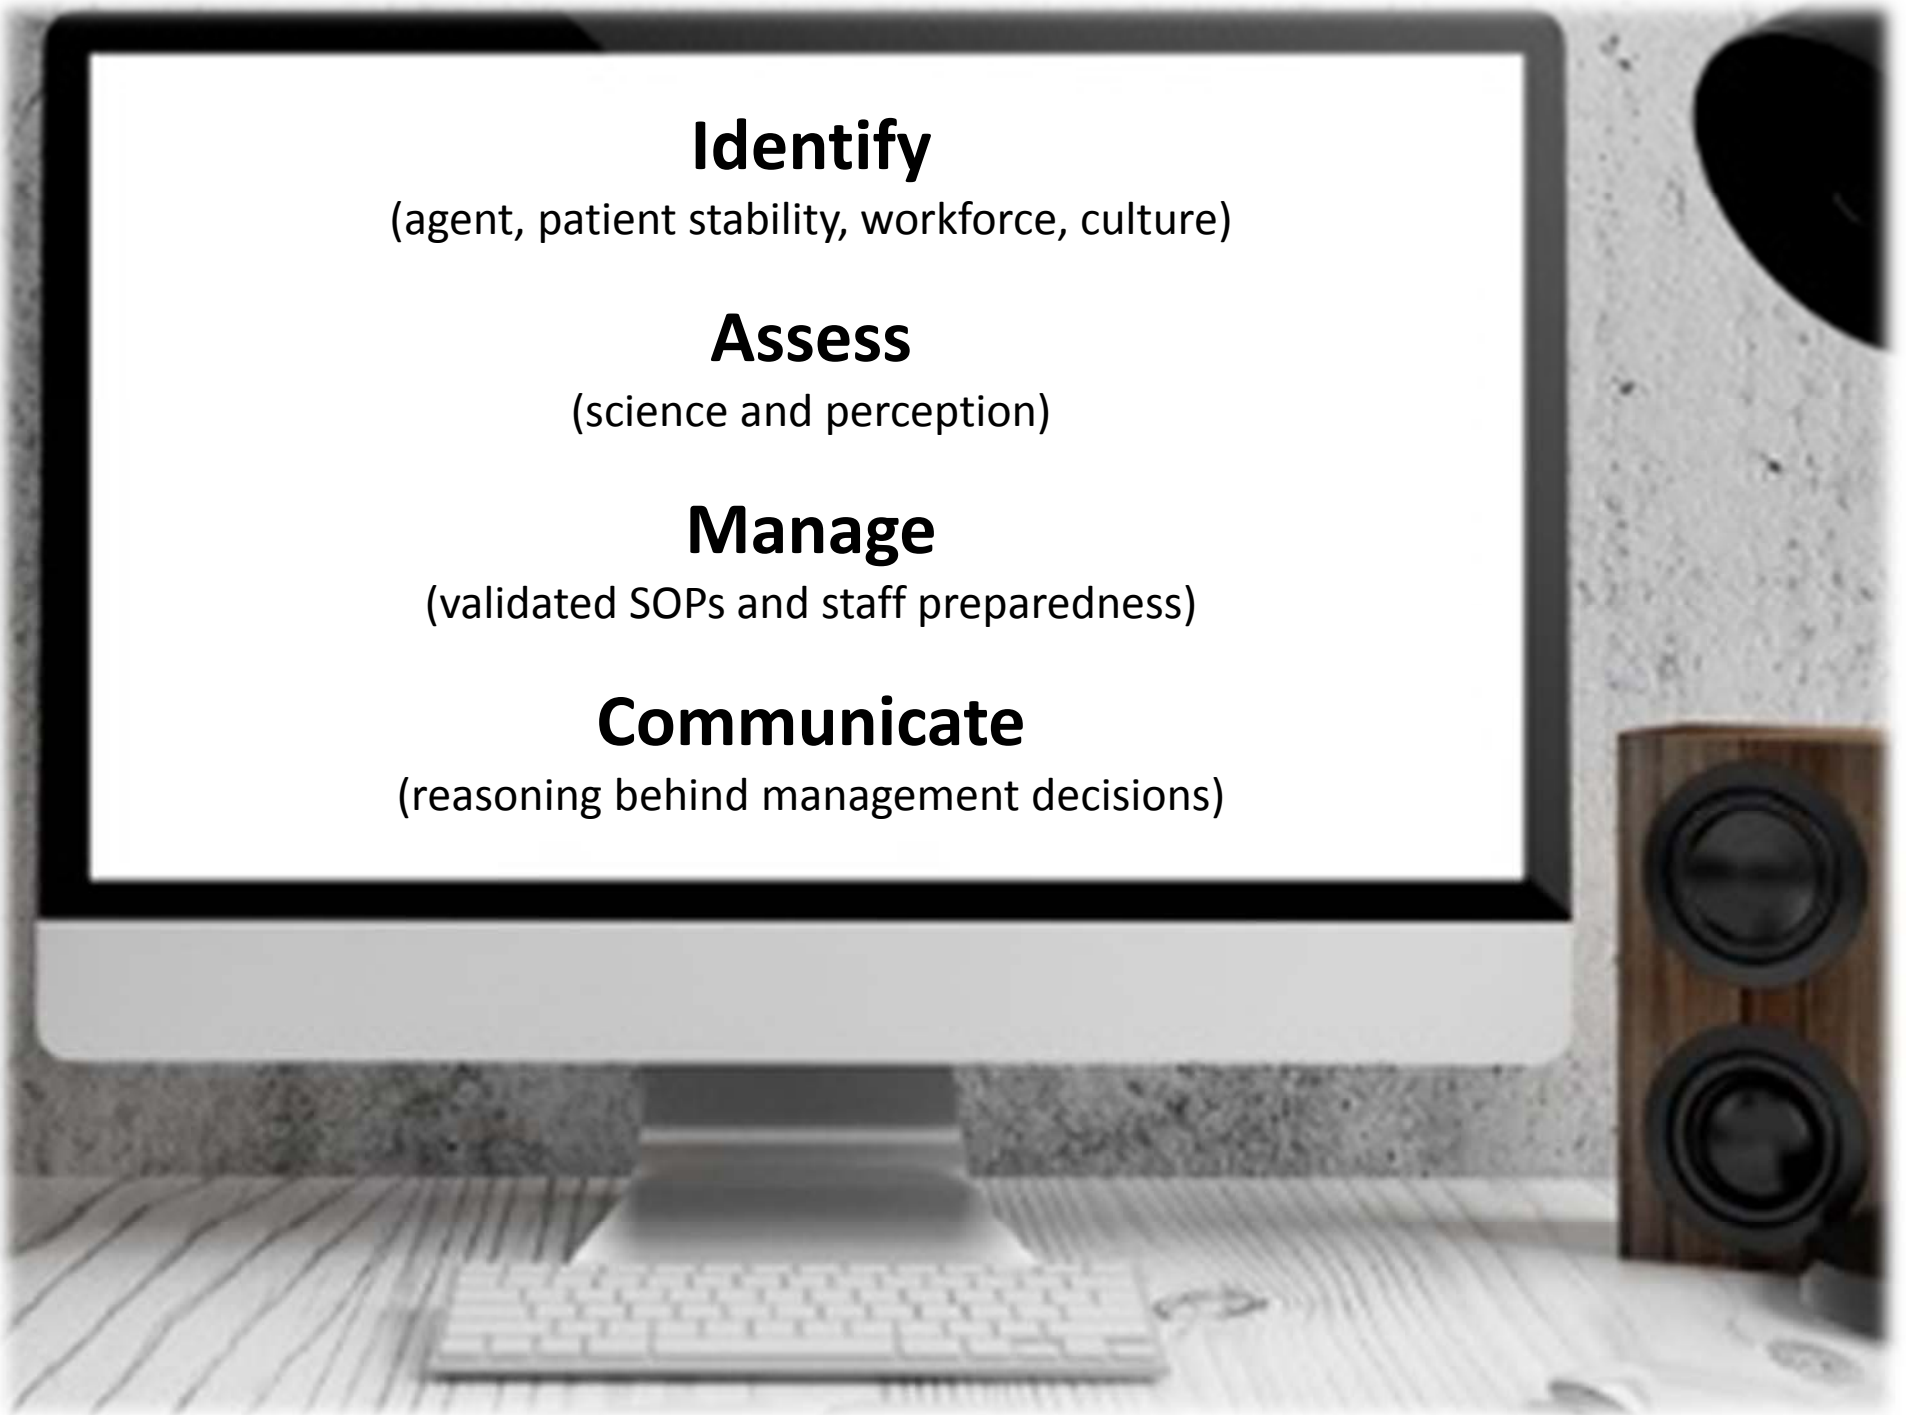 Identify
(agent, patient stability, workforce, culture)
Assess
(science and perception)
Manage
(validated SOPs and staff preparedness)
Communicate
(reasoning behind management decisions)